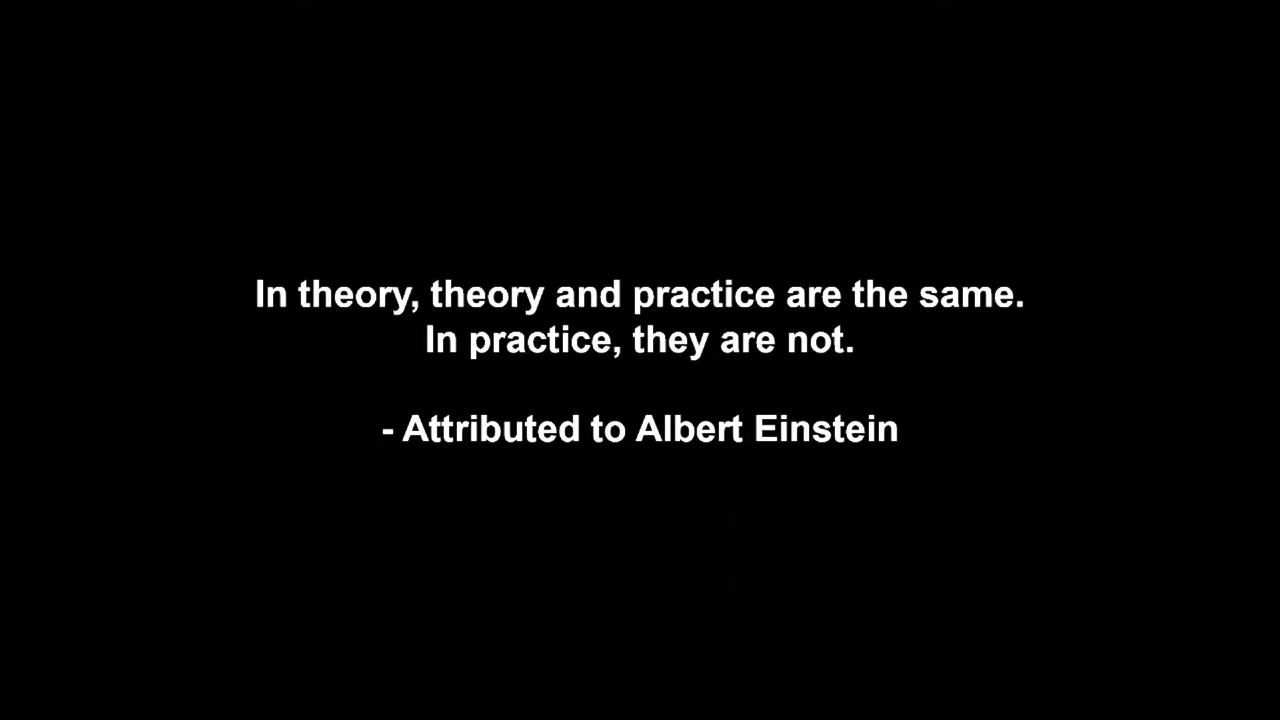 In theory, theory and practice are the same.
In practice, they are not.
- Attributed to Albert Einstein